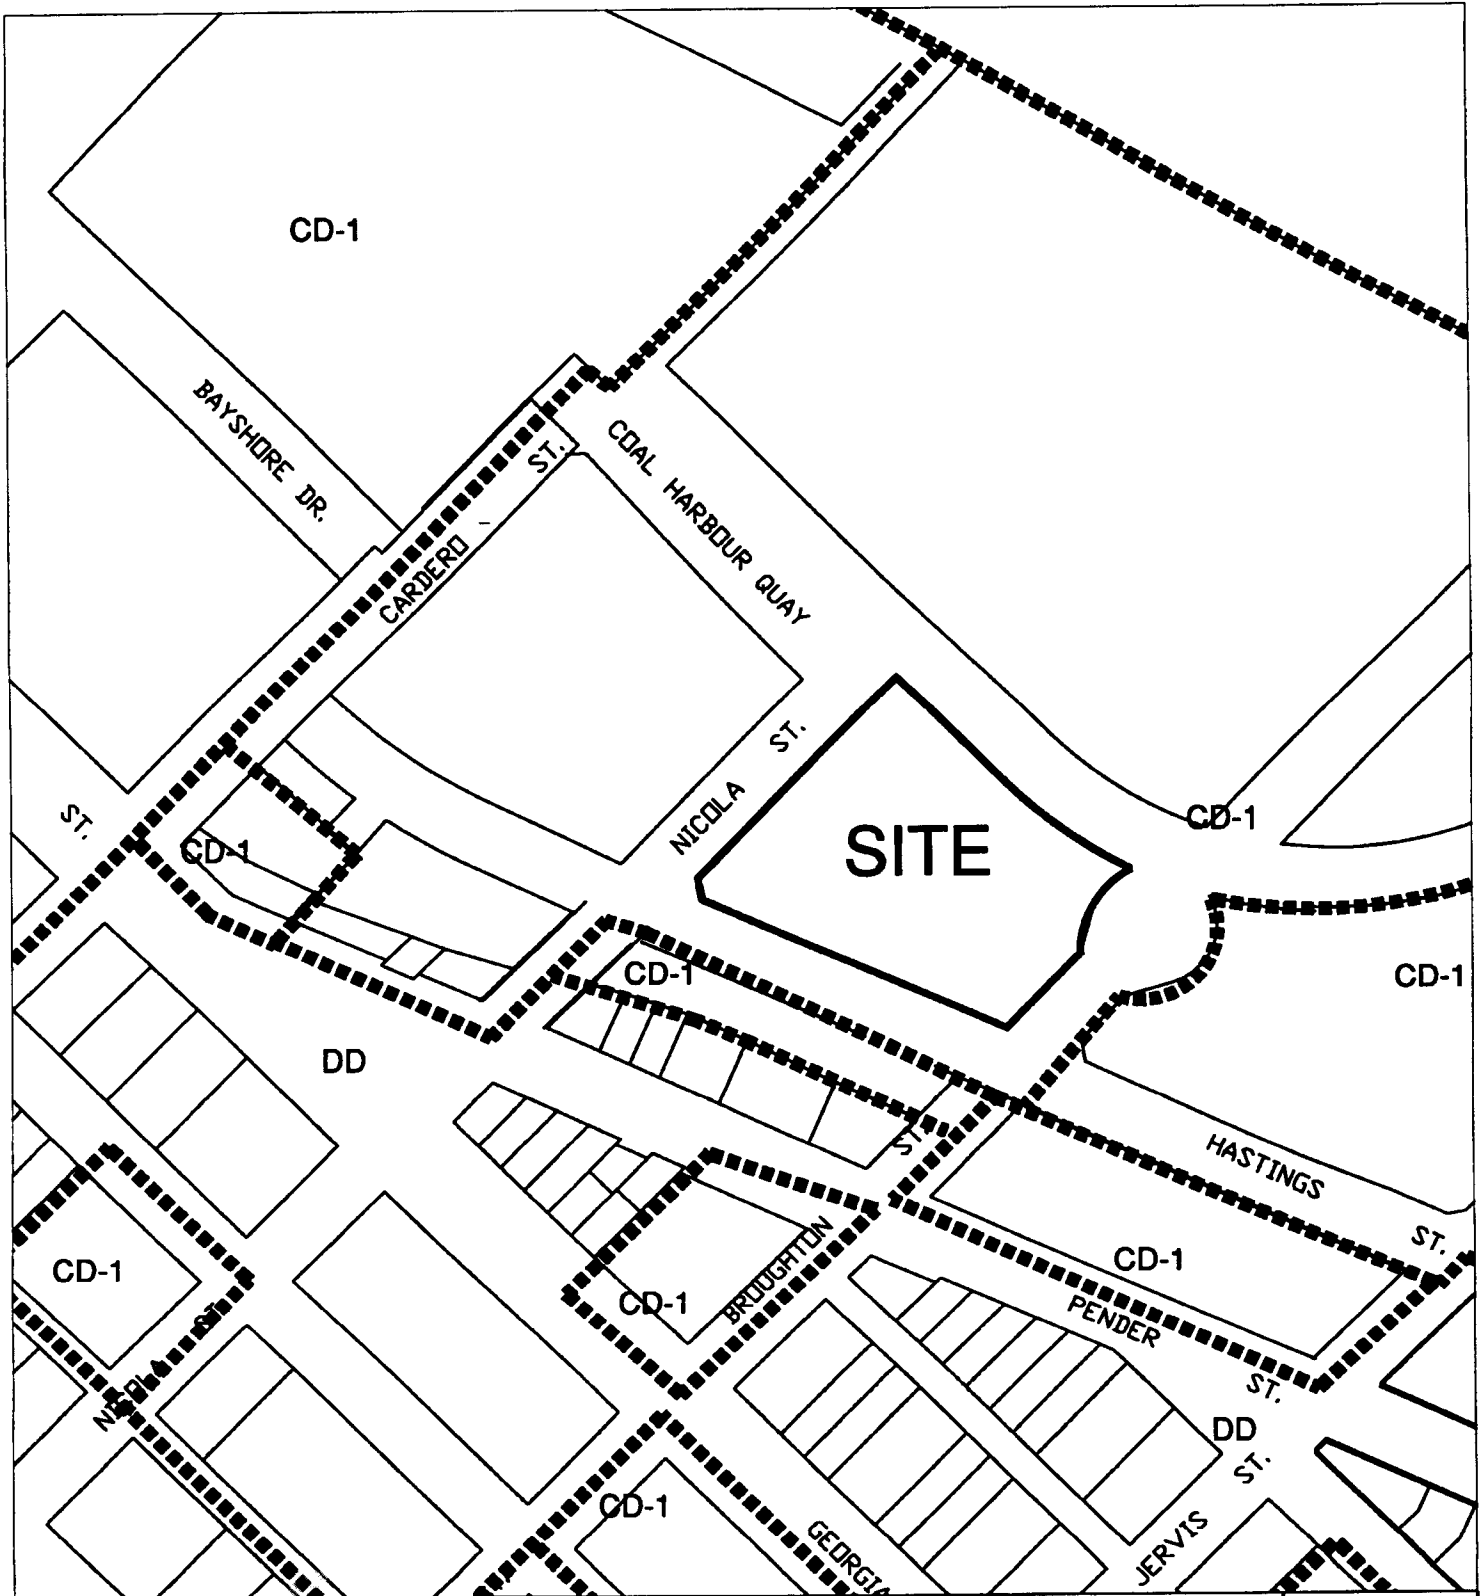 CD-1
BAYSHORE DR.
COAL HARBOUR QUAY
CARDERO ST.
NICOLA ST.
ST.
CD-1
SITE
CD-1
CD-1
CD-1
DD
ST.
HASTINGS ST.
CD-1
CD-1
CD-1
BROUGHTON
PENDER ST.
NICOLA ST.
DD
CD-1
GEORGIA
JERVIS ST.